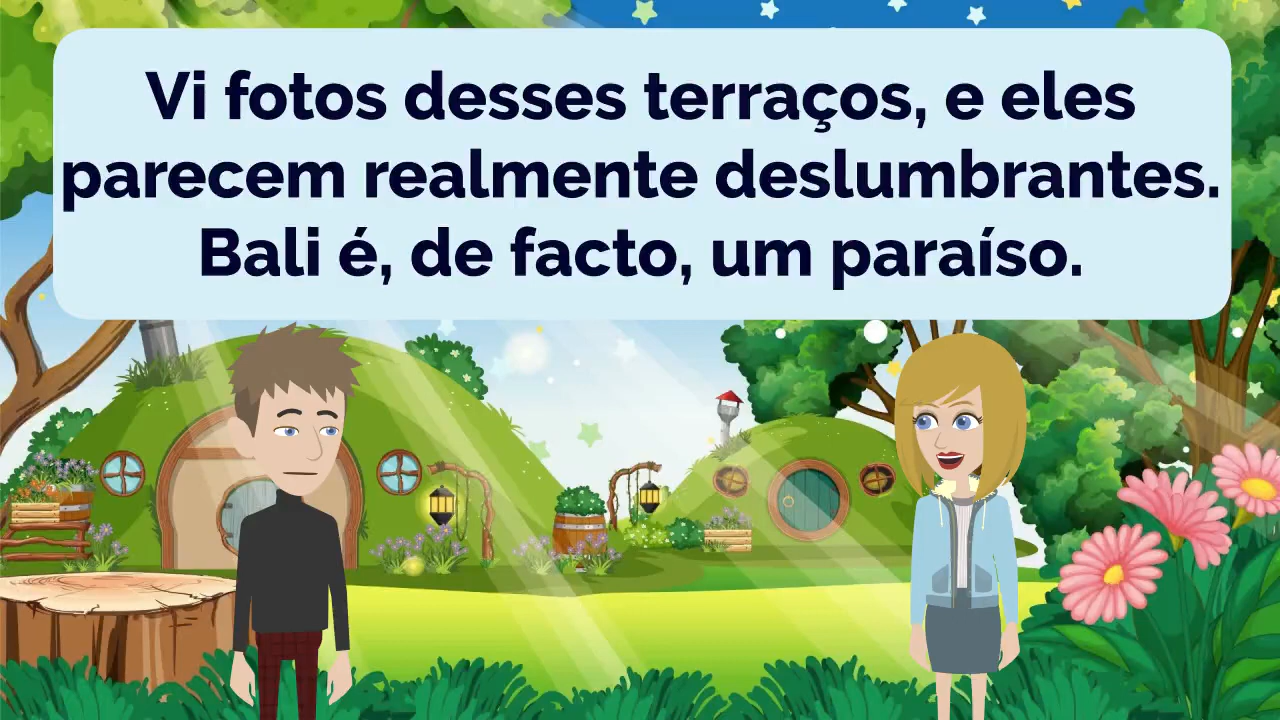 Vi fotos desses terraços, e eles
parecem realmente deslumbrantes.
Bali é, de facto, um paraíso.